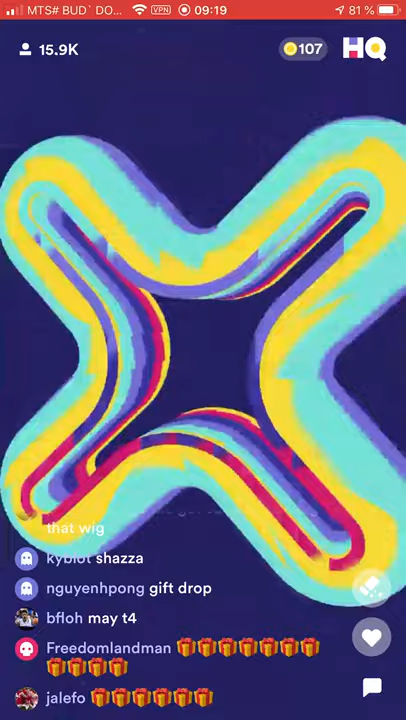 MTS# BUD` DO... VPN 09:19 81 %
15.9K 107 HQ
that wig
kyblot shazza
nguyenhpong gift drop
bfloh may t4
Freedomlandman
jalefo